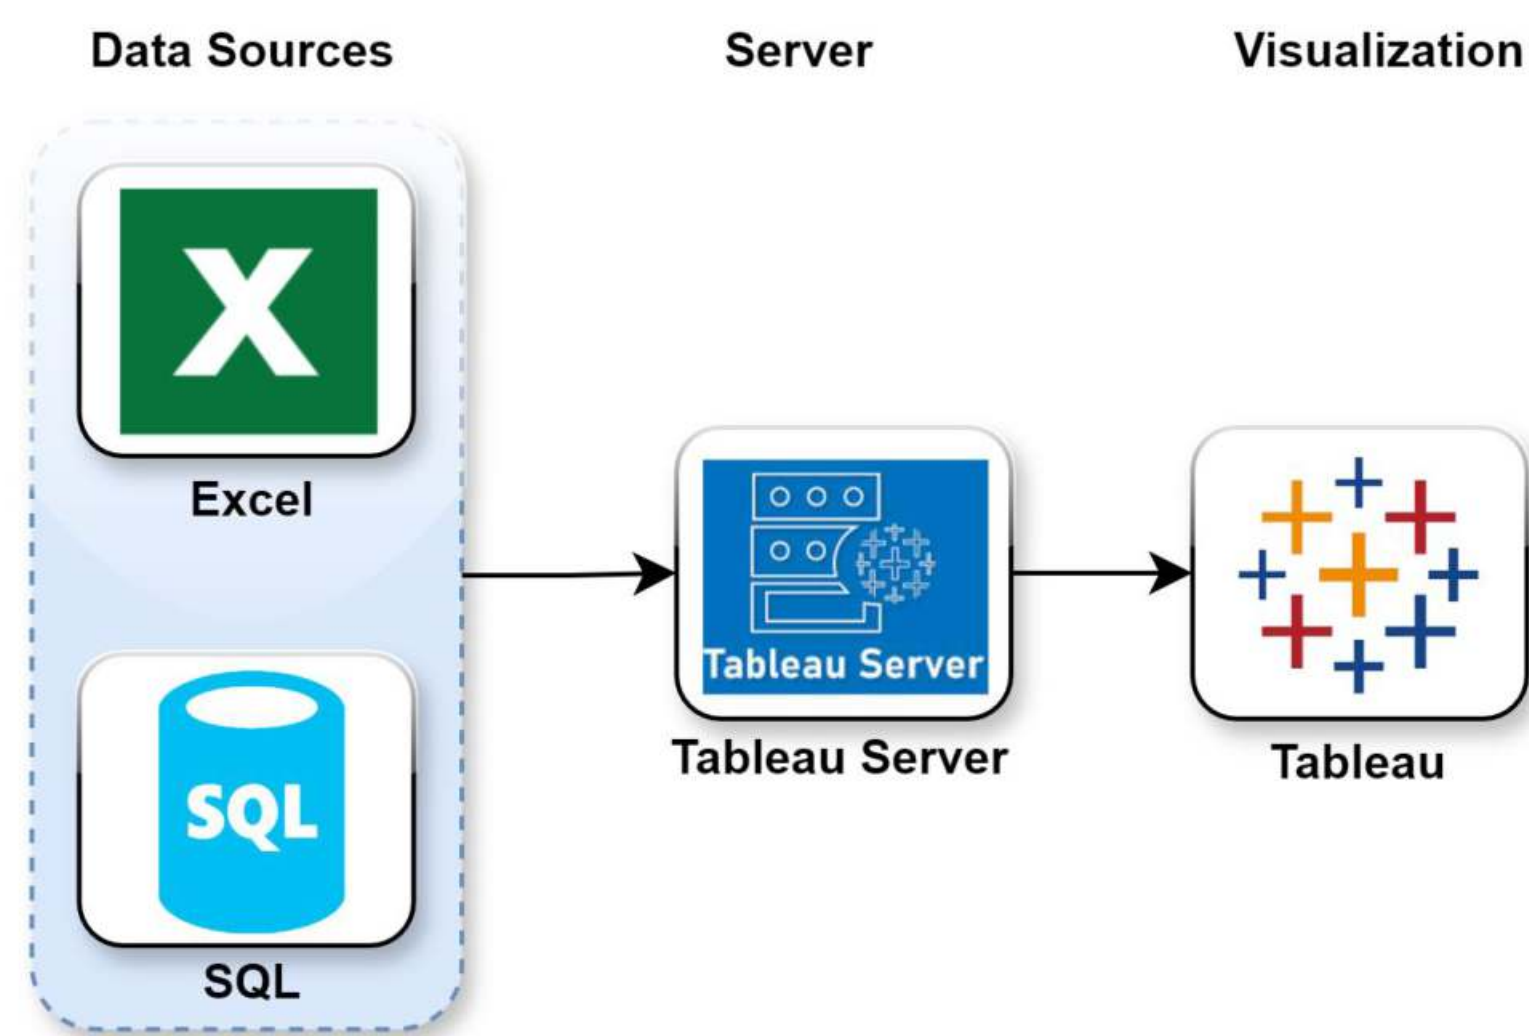 Data Sources
Server
Visualization
X
Excel
SQL
SQL
Tableau Server
Tableau Server
Tableau